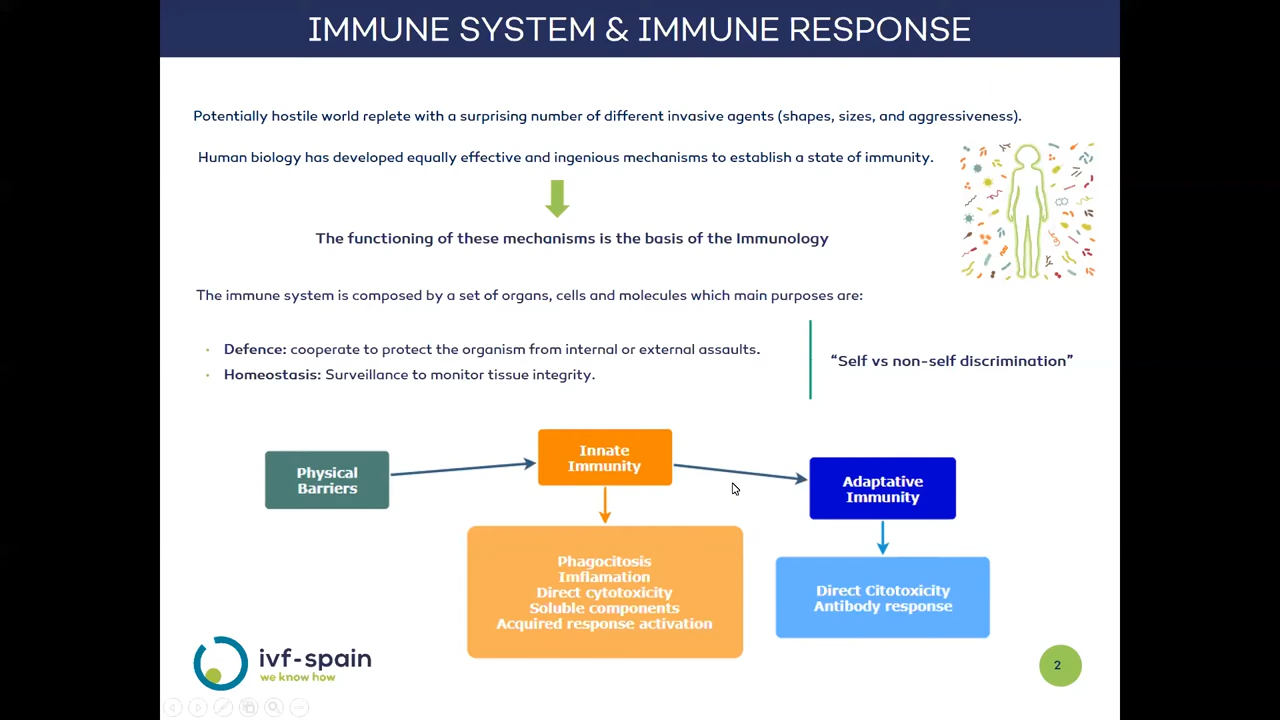 IMMUNE SYSTEM & IMMUNE RESPONSE
Potentially hostile world replete with a surprising number of different invasive agents (shapes, sizes, and aggressiveness).
Human biology has developed equally effective and ingenious mechanisms to establish a state of immunity.
The functioning of these mechanisms is the basis of the Immunology
The immune system is composed by a set of organs, cells and molecules which main purposes are:
· Defence: cooperate to protect the organism from internal or external assaults.
· Homeostasis: Surveillance to monitor tissue integrity.
“Self vs non-self discrimination”
Physical
Barriers
Innate
Immunity
Adaptative
Immunity
Phagocitosis
Imflamation
Direct cytotoxicity
Soluble components
Acquired response activation
Direct Citotoxicity
Antibody response
ivf-spain
we know how
2